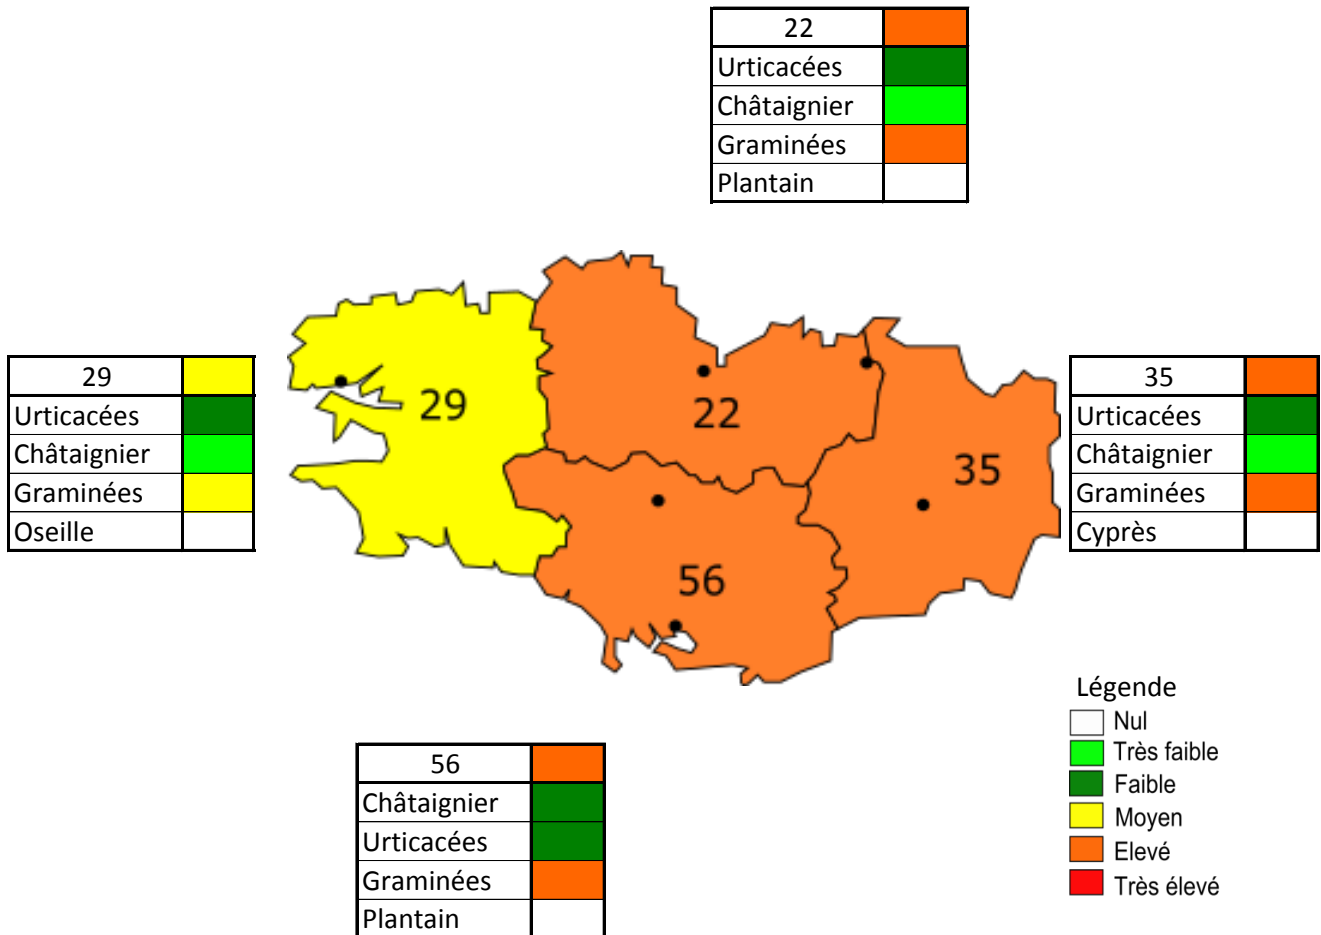 22
Urticacées
Châtaignier
Graminées
Plantain
29
Urticacées
Châtaignier
Graminées
Oseille
29
22
35
56
35
Urticacées
Châtaignier
Graminées
Cyprès
56
Châtaignier
Urticacées
Graminées
Plantain
Légende
Nul
Très faible
Faible
Moyen
Elevé
Très élevé